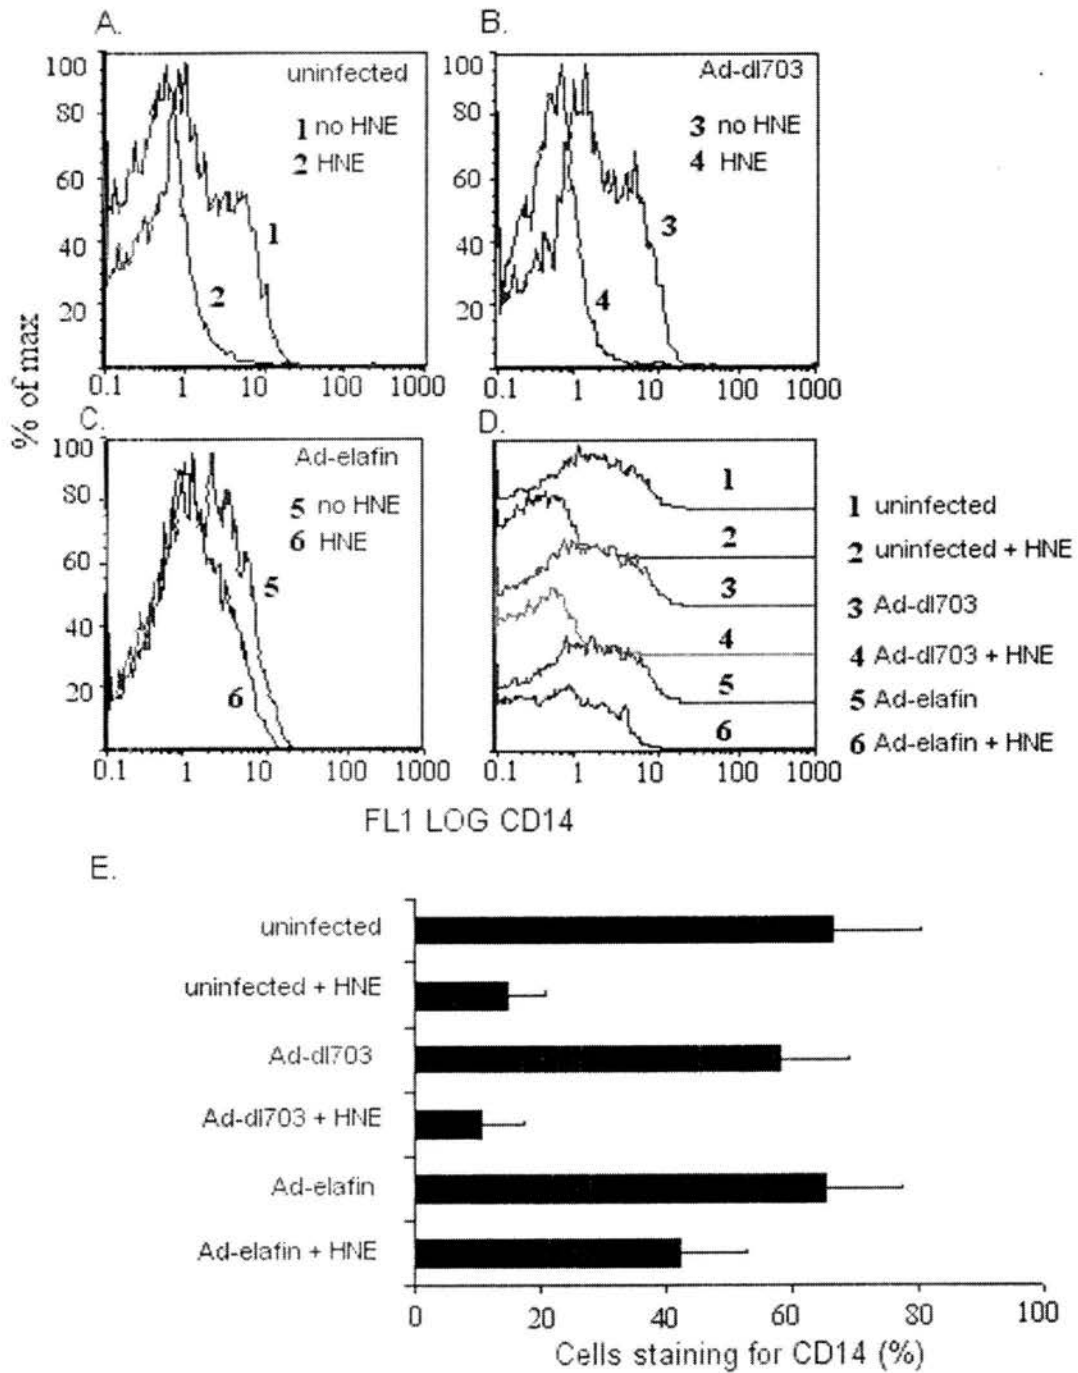 A.
uninfected
1 no HNE
2 HNE
100
80
60
40
20
1
2
0.1 1 10 100 1000
B.
Ad-dl703
3 no HNE
4 HNE
100
80
60
40
20
3
4
0.1 1 10 100 1000
% of max
C.
Ad-elafin
5 no HNE
6 HNE
100
80
60
40
20
5
6
0.1 1 10 100 1000
D.
1
2
3
4
5
6
0.1 1 10 100 1000
1 uninfected
2 uninfected + HNE
3 Ad-dl703
4 Ad-dl703 + HNE
5 Ad-elafin
6 Ad-elafin + HNE
FL1 LOG CD14
E.
uninfected
uninfected + HNE
Ad-dl703
Ad-dl703 + HNE
Ad-elafin
Ad-elafin + HNE
0 20 40 60 80 100
Cells staining for CD14 (%)